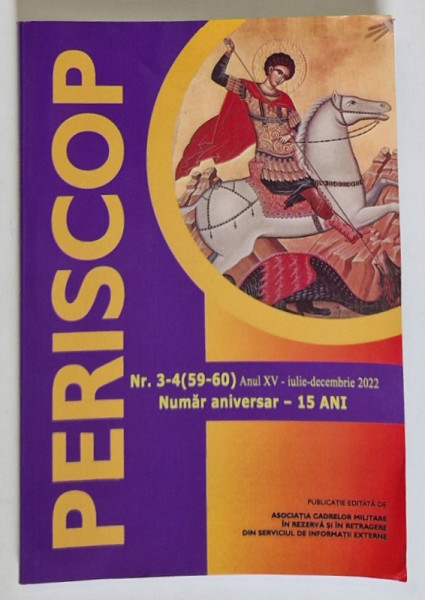 PERISCOP
Nr. 3-4(59-60) Anul XV - iulie-decembrie 2022
Număr aniversar – 15 ANI
PUBLICAȚIE EDITATĂ DE
ASOCIAȚIA CADRELOR MILITARE
ÎN REZERVĂ ȘI ÎN RETRAGERE
DIN SERVICIUL DE INFORMAȚII EXTERNE